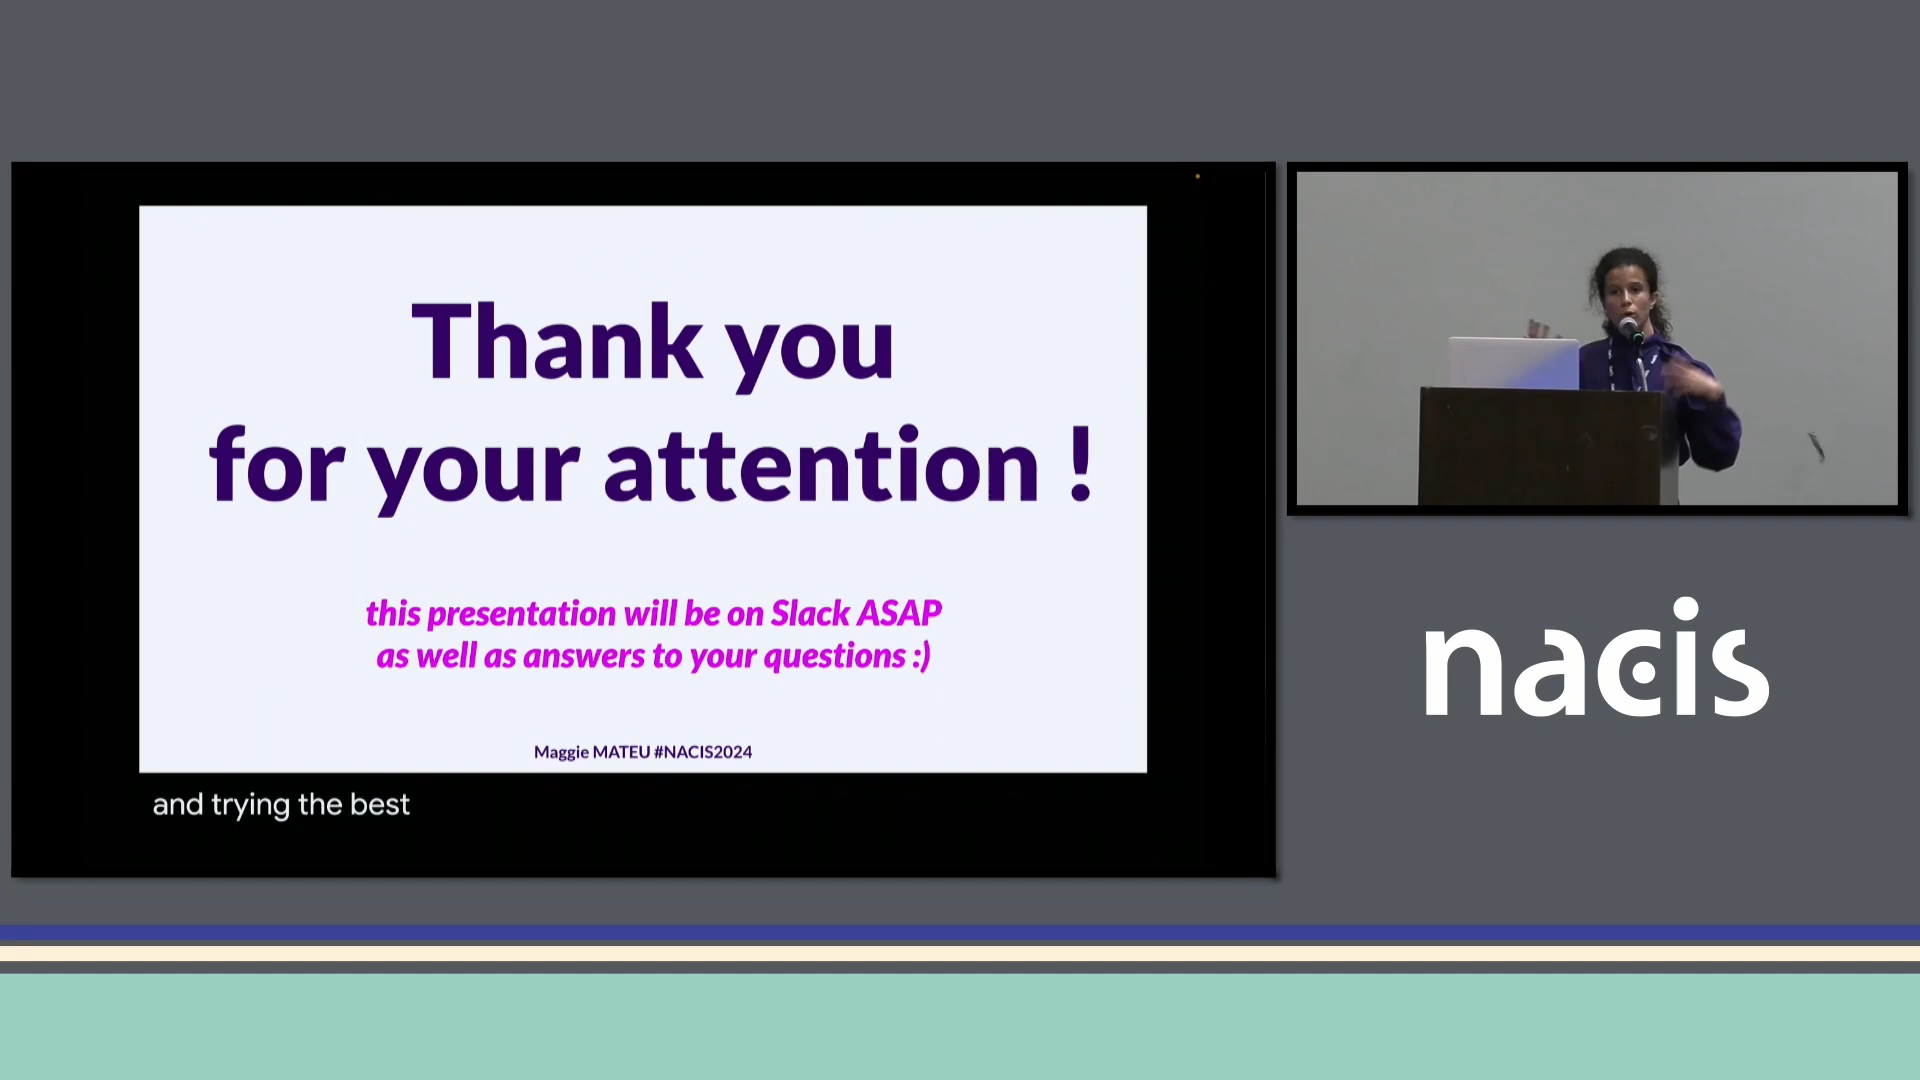 Thank you
for your attention !
this presentation will be on Slack ASAP
as well as answers to your questions :)
Maggie MATEU #NACIS2024
and trying the best
nacis